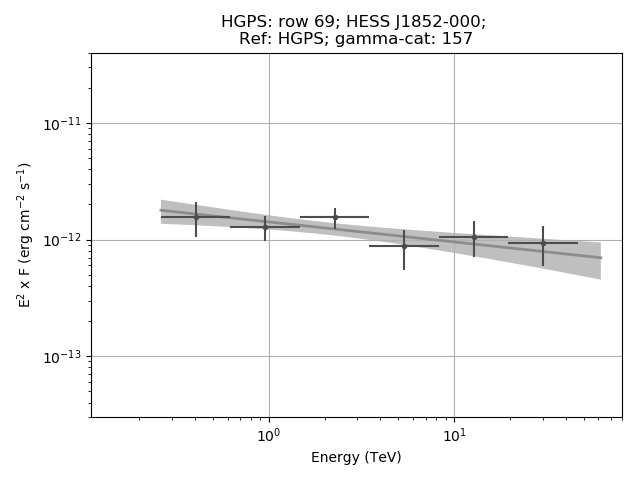 HGPS: row 69; HESS J1852-000;
Ref: HGPS; gamma-cat: 157
E² x F (erg cm⁻² s⁻¹)
10⁻¹¹
10⁻¹²
10⁻¹³
10⁰ 10¹
Energy (TeV)